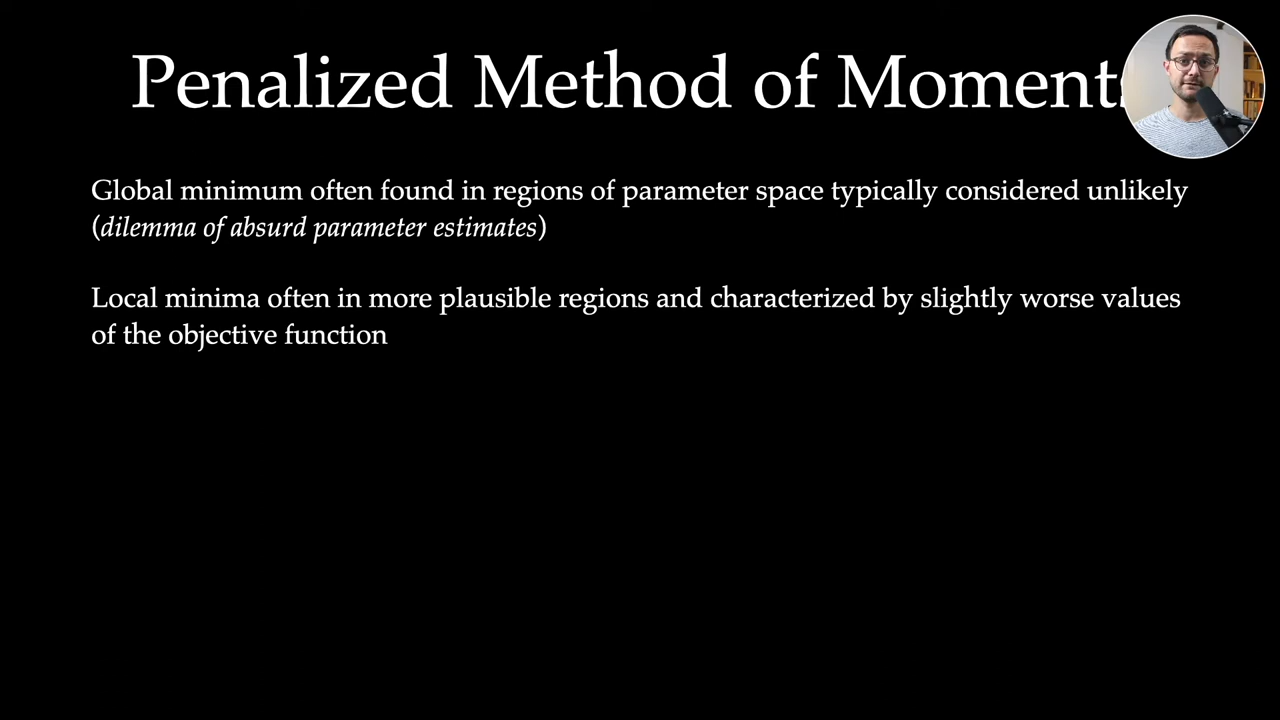 Penalized Method of Moments
Global minimum often found in regions of parameter space typically considered unlikely
(dilemma of absurd parameter estimates)
Local minima often in more plausible regions and characterized by slightly worse values
of the objective function